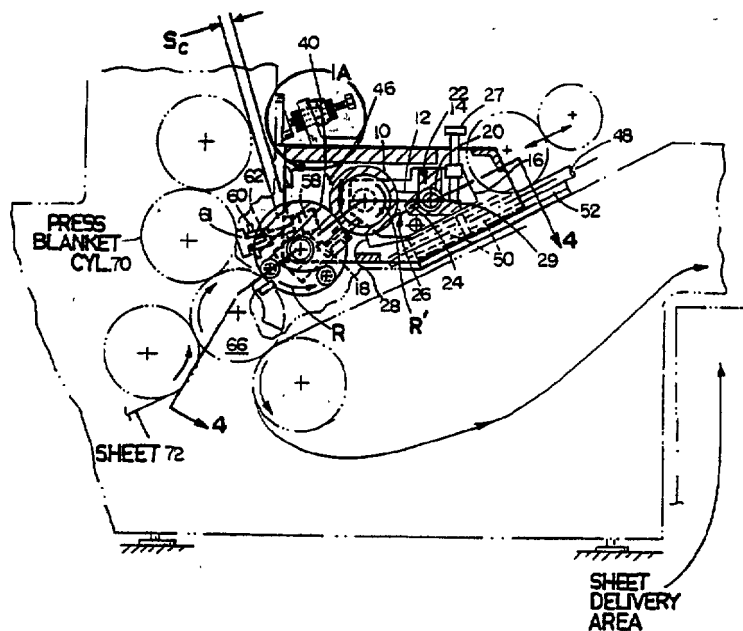 Sc
40
1A
46
10
12
22
14
27
20
16
48
52
4
62
58
60
61
PRESS
BLANKET
CYL. 70
50
29
24
26
18
28
R
R'
66
4
SHEET 72
SHEET
DELIVERY
AREA